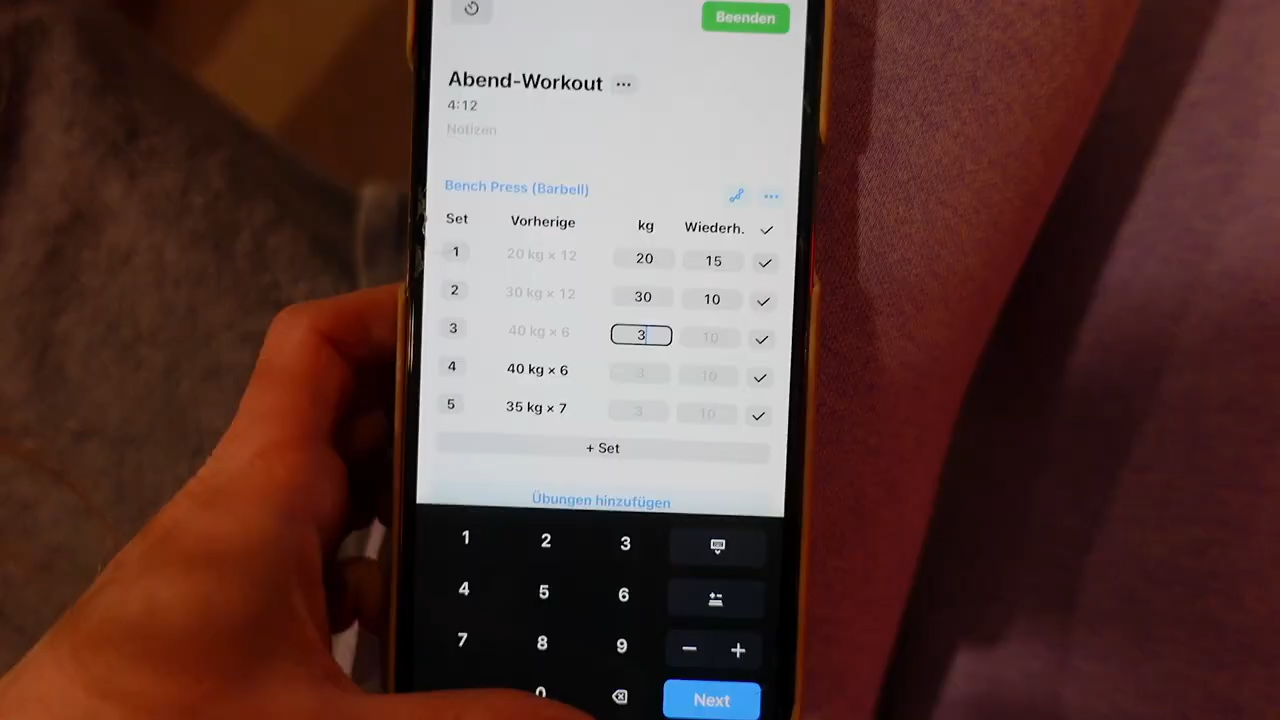 Beenden
Abend-Workout ...
4:12
Notizen
Bench Press (Barbell) ...
Set Vorherige kg Wiederh. ✓
1 20 kg × 12 20 15 ✓
2 30 kg × 12 30 10 ✓
3 40 kg × 6 3 10 ✓
4 40 kg × 6 3 10 ✓
5 35 kg × 7 3 10 ✓
+ Set
Übungen hinzufügen
1 2 3
4 5 6
7 8 9 − +
0 Next